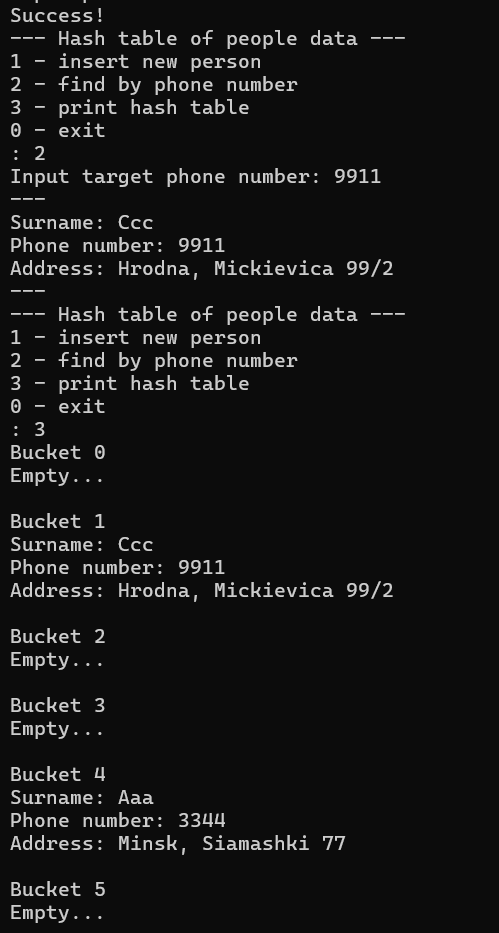 Success!
--- Hash table of people data ---
1 - insert new person
2 - find by phone number
3 - print hash table
0 - exit
: 2
Input target phone number: 9911
---
Surname: Ccc
Phone number: 9911
Address: Hrodna, Mickievica 99/2
---
--- Hash table of people data ---
1 - insert new person
2 - find by phone number
3 - print hash table
0 - exit
: 3
Bucket 0
Empty...

Bucket 1
Surname: Ccc
Phone number: 9911
Address: Hrodna, Mickievica 99/2

Bucket 2
Empty...

Bucket 3
Empty...

Bucket 4
Surname: Aaa
Phone number: 3344
Address: Minsk, Siamashki 77

Bucket 5
Empty...